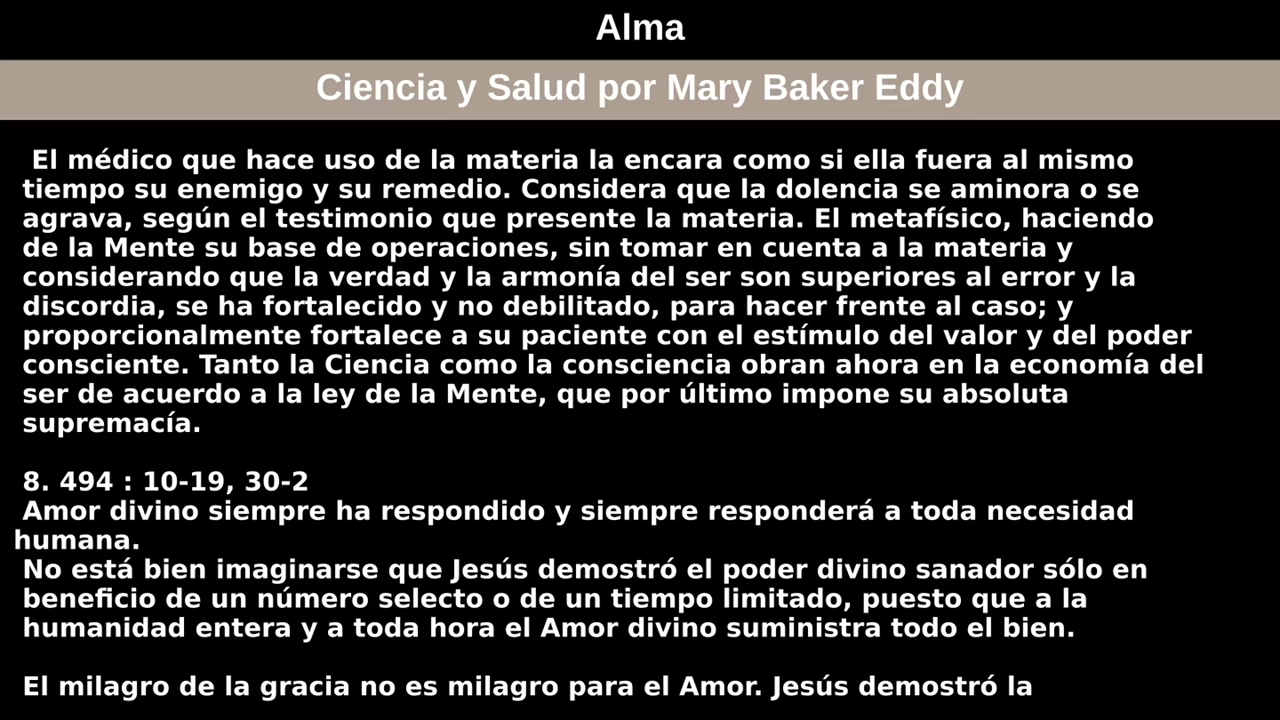 Alma
Ciencia y Salud por Mary Baker Eddy
El médico que hace uso de la materia la encara como si ella fuera al mismo
tiempo su enemigo y su remedio. Considera que la dolencia se aminora o se
agrava, según el testimonio que presente la materia. El metafísico, haciendo
de la Mente su base de operaciones, sin tomar en cuenta a la materia y
considerando que la verdad y la armonía del ser son superiores al error y la
discordia, se ha fortalecido y no debilitado, para hacer frente al caso; y
proporcionalmente fortalece a su paciente con el estímulo del valor y del poder
consciente. Tanto la Ciencia como la consciencia obran ahora en la economía del
ser de acuerdo a la ley de la Mente, que por último impone su absoluta
supremacía.
8. 494 : 10-19, 30-2
Amor divino siempre ha respondido y siempre responderá a toda necesidad
humana.
No está bien imaginarse que Jesús demostró el poder divino sanador sólo en
beneficio de un número selecto o de un tiempo limitado, puesto que a la
humanidad entera y a toda hora el Amor divino suministra todo el bien.
El milagro de la gracia no es milagro para el Amor. Jesús demostró la